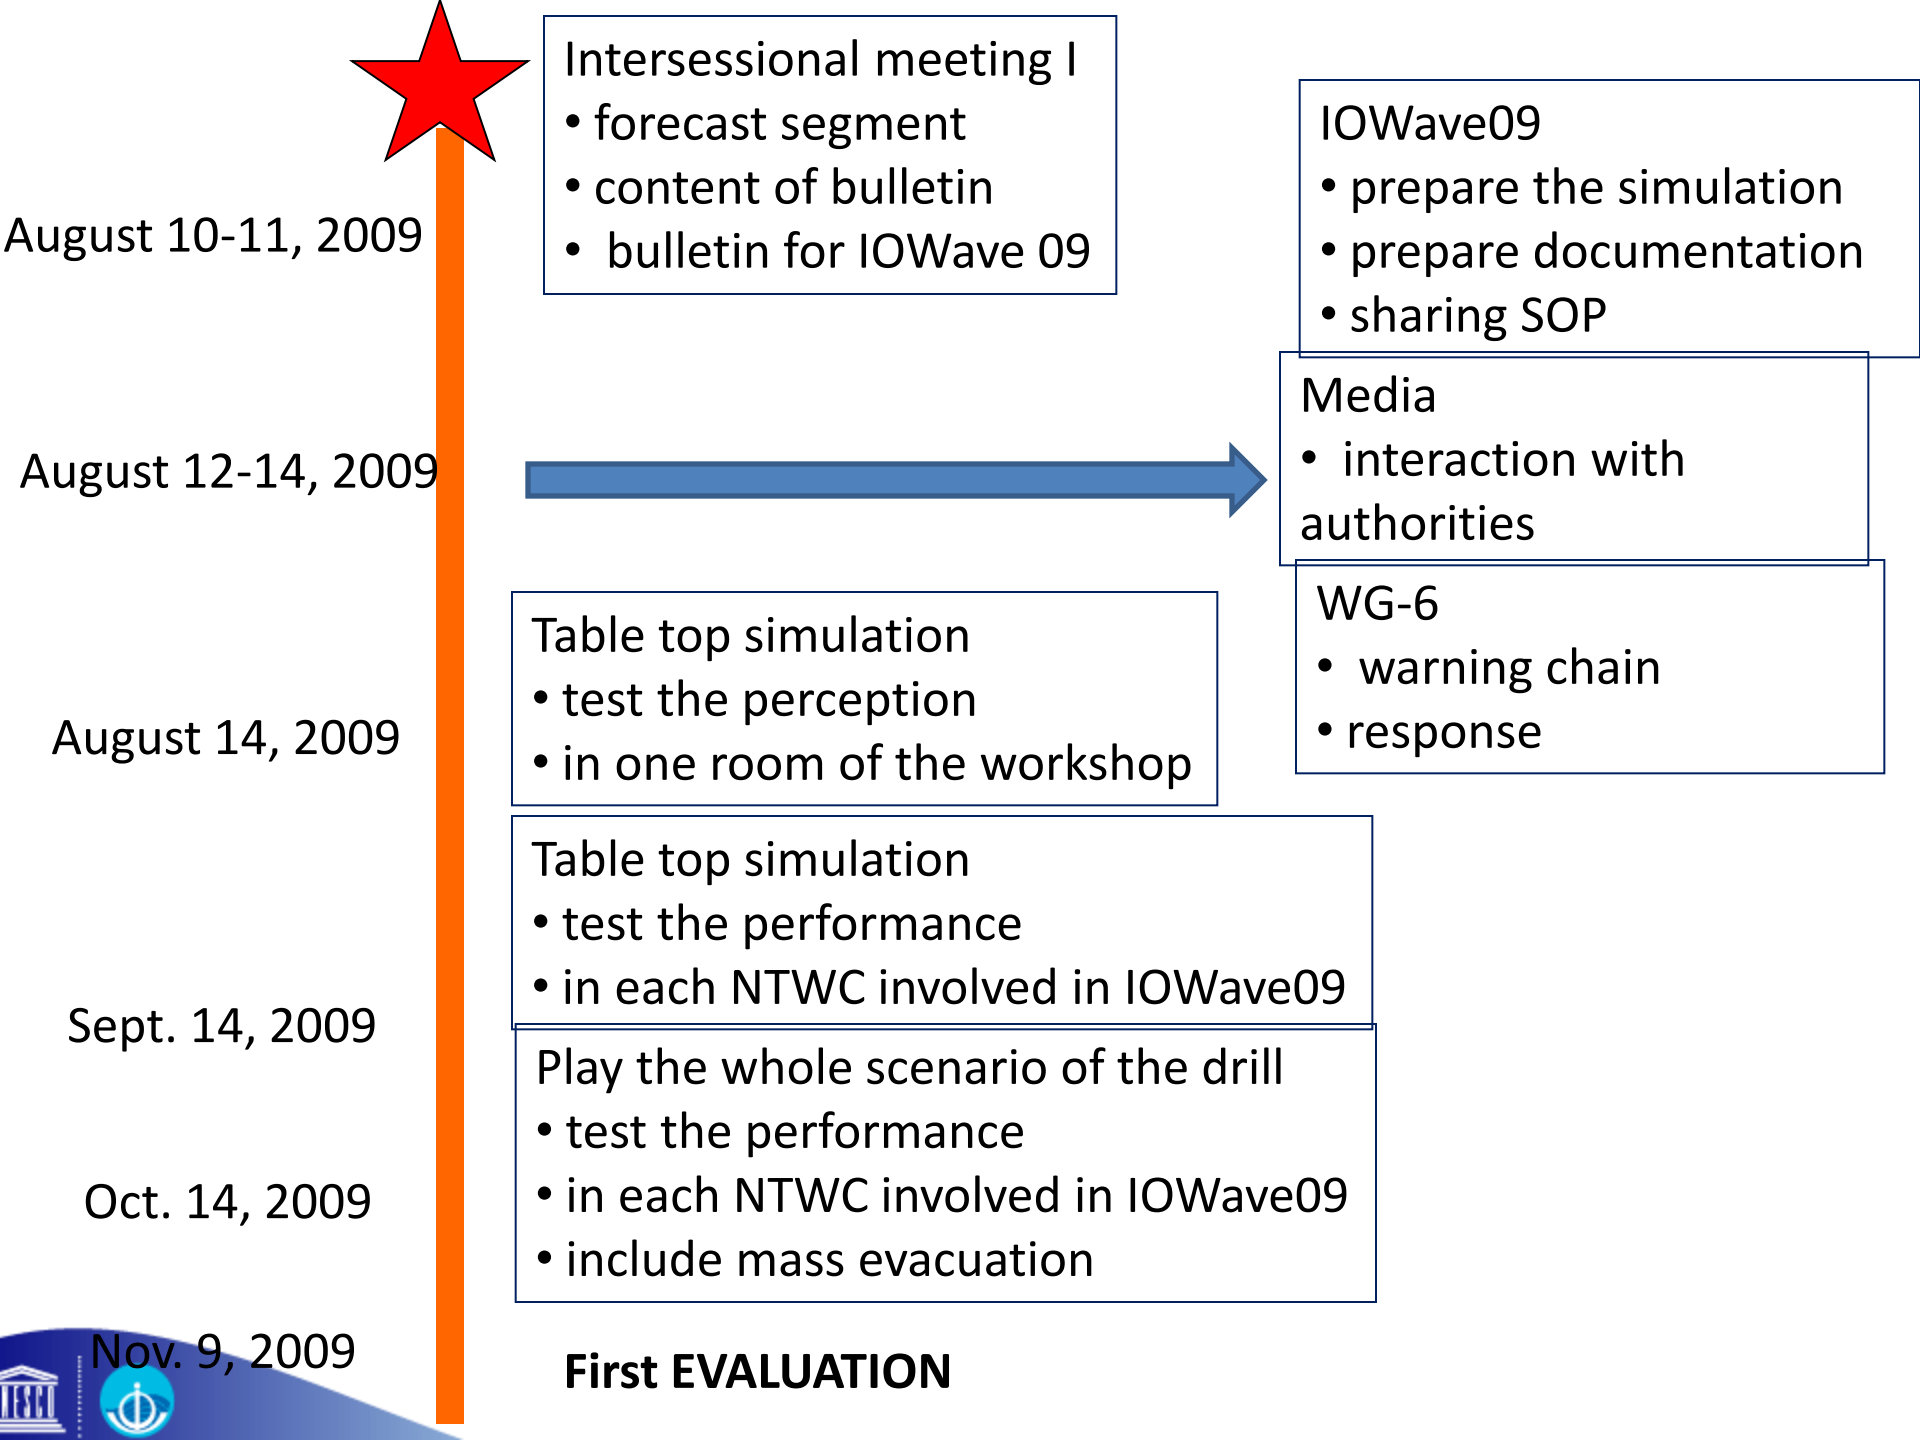 Intersessional meeting I
• forecast segment
• content of bulletin
•  bulletin for IOWave 09
August 10-11, 2009
IOWave09
• prepare the simulation
• prepare documentation
• sharing SOP
August 12-14, 2009
Media
•  interaction with
authorities
WG-6
•  warning chain
• response
August 14, 2009
Table top simulation
• test the perception
• in one room of the workshop
Sept. 14, 2009
Table top simulation
• test the performance
• in each NTWC involved in IOWave09
Oct. 14, 2009
Play the whole scenario of the drill
• test the performance
• in each NTWC involved in IOWave09
• include mass evacuation
Nov. 9, 2009
First EVALUATION